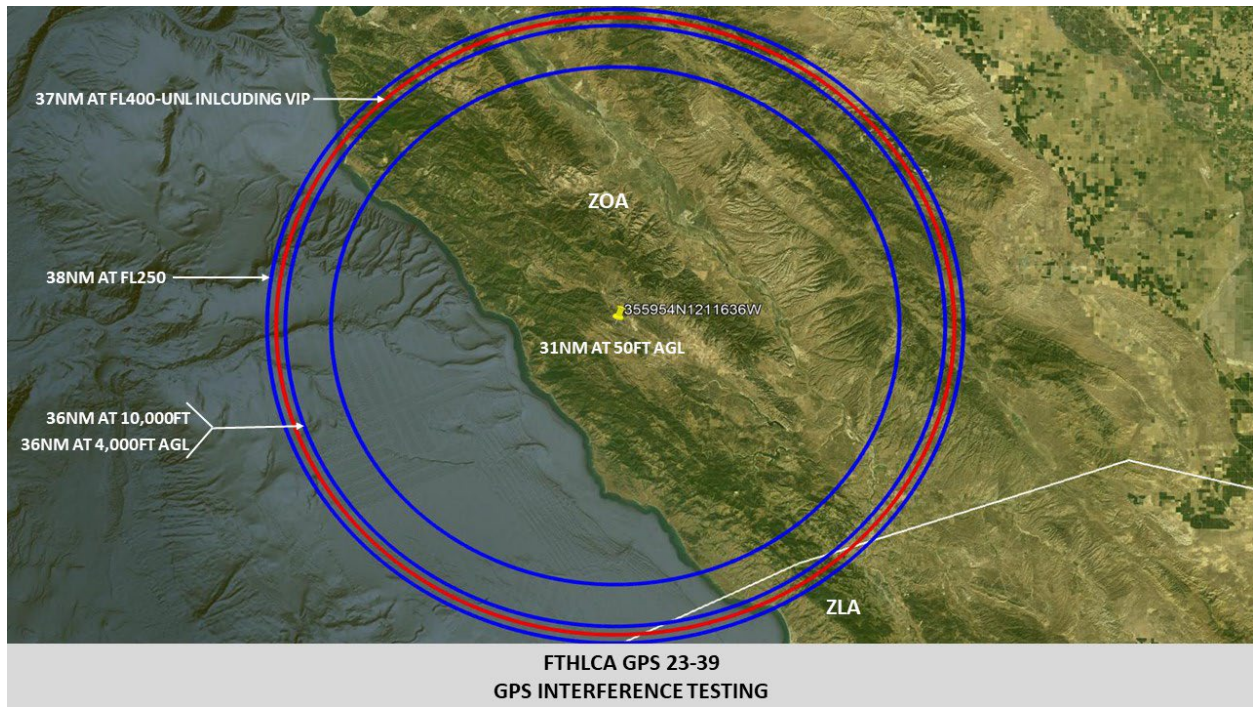 37NM AT FL400-UNL INLCUDING VIP
ZOA
38NM AT FL250
355954N1211636W
31NM AT 50FT AGL
36NM AT 10,000FT
36NM AT 4,000FT AGL
ZLA
FTHLCA GPS 23-39
GPS INTERFERENCE TESTING